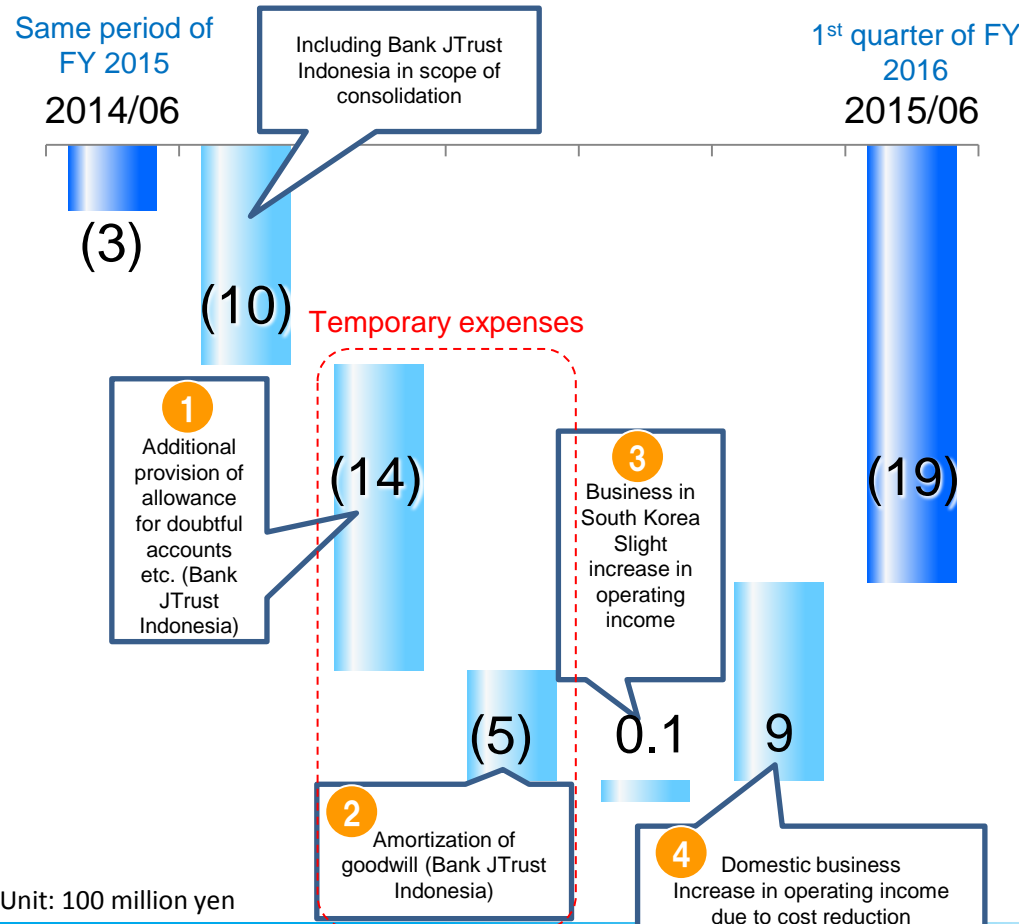 Same period of
FY 2015
2014/06
Including Bank JTrust
Indonesia in scope of
consolidation
1st quarter of FY
2016
2015/06
(3)
(10)
Temporary expenses
1
Additional
provision of
allowance
for doubtful
accounts
etc. (Bank
JTrust
Indonesia)
(14)
3
Business in
South Korea
Slight
increase in
operating
income
(19)
(5)
0.1
9
2
Amortization of
goodwill (Bank JTrust
Indonesia)
4
Domestic business
Increase in operating income
due to cost reduction
Unit: 100 million yen